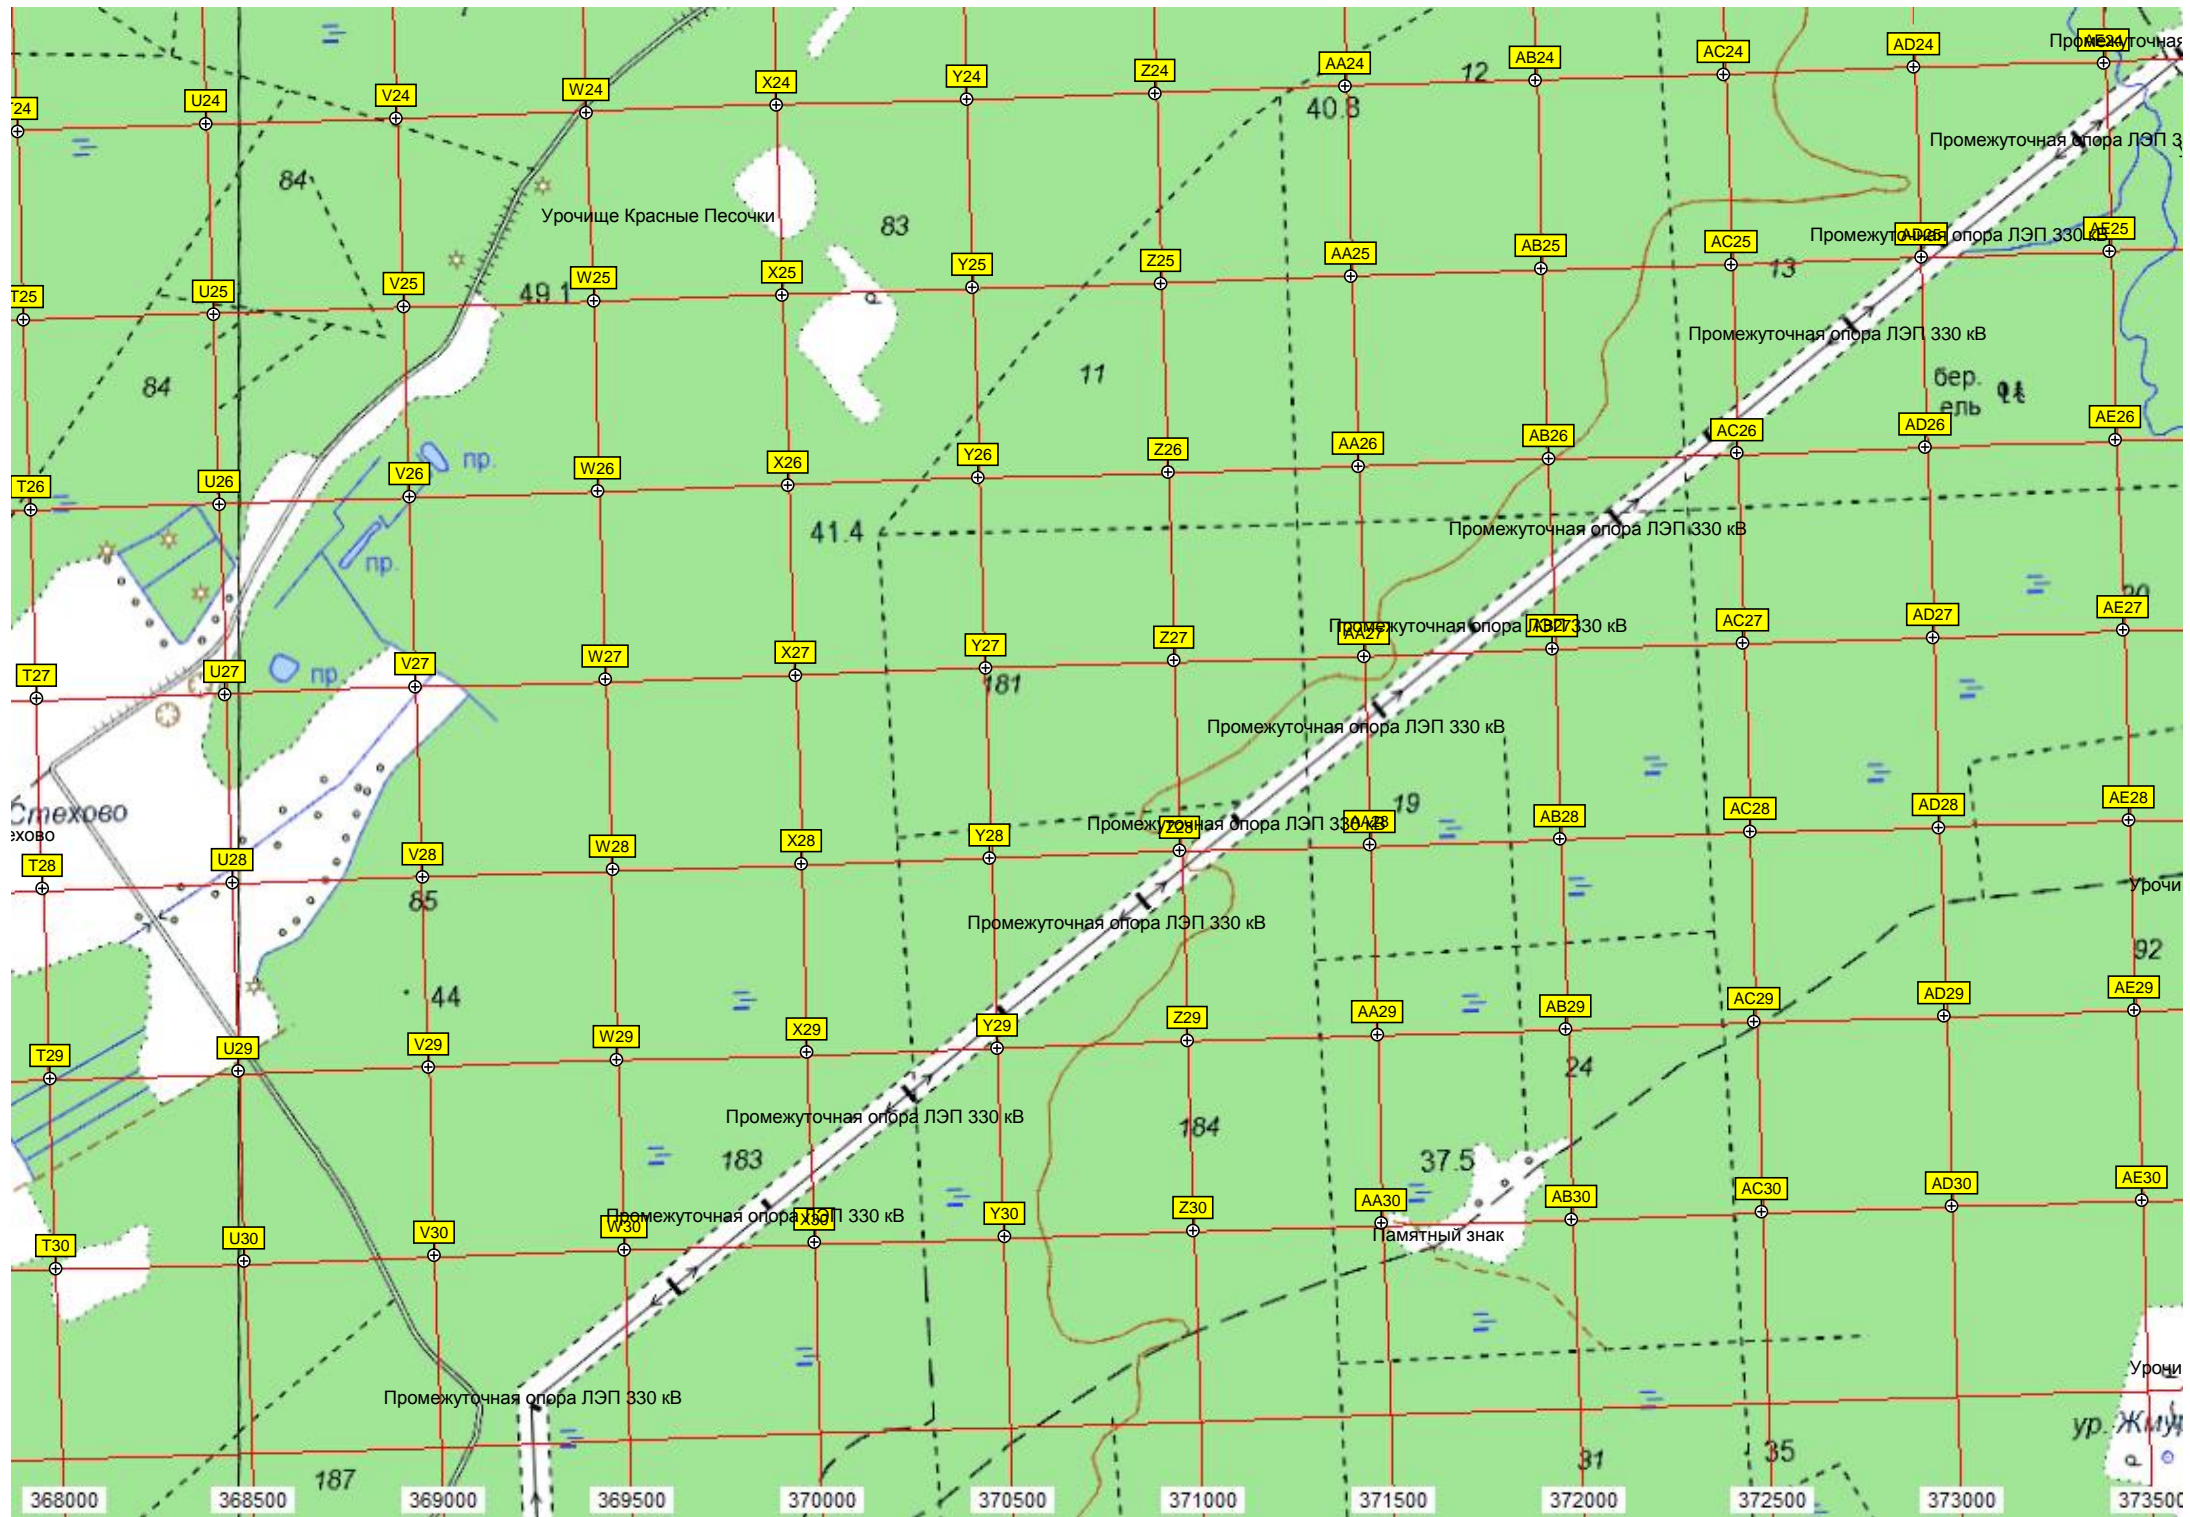 Промежуточная
AE24
AD24
AC24
AB24
AA24
12
Z24
Y24
X24
W24
V24
U24
T24
40.8
Промежуточная опора ЛЭП 3
84
Урочище Красные Песочки
83
Промежуточная опора ЛЭП 330 кВ
AE25
AD25
AC25
13
AB25
AA25
Z25
Y25
X25
W25
49.1
V25
U25
T25
Промежуточная опора ЛЭП 330 кВ
84
11
бер.
ель
AE26
AD26
AC26
AB26
AA26
Z26
Y26
X26
W26
пр.
V26
U26
T26
41.4
Промежуточная опора ЛЭП 330 кВ
пр.
20
AE27
AD27
AC27
AB27
Промежуточная опора ЛЭП 330 кВ
AA27
Z27
Y27
X27
W27
V27
пр
U27
T27
181
Промежуточная опора ЛЭП 330 кВ
Стехово
ехово
19
AE28
AD28
AC28
AB28
AA28
Промежуточная опора ЛЭП 330 кВ
Z28
Y28
X28
W28
V28
U28
T28
85
Урочи
Промежуточная опора ЛЭП 330 кВ
92
44
AE29
AD29
AC29
AB29
AA29
Z29
Y29
X29
W29
V29
U29
T29
24
Промежуточная опора ЛЭП 330 кВ
184
183
37.5
AE30
AD30
AC30
AB30
AA30
Z30
Y30
X30
Промежуточная опора ЛЭП 330 кВ
W30
V30
U30
T30
Памятный знак
Урочи
Промежуточная опора ЛЭП 330 кВ
ур. Жму
187
31
35
368000 368500 369000 369500 370000 370500 371000 371500 372000 372500 373000 373500